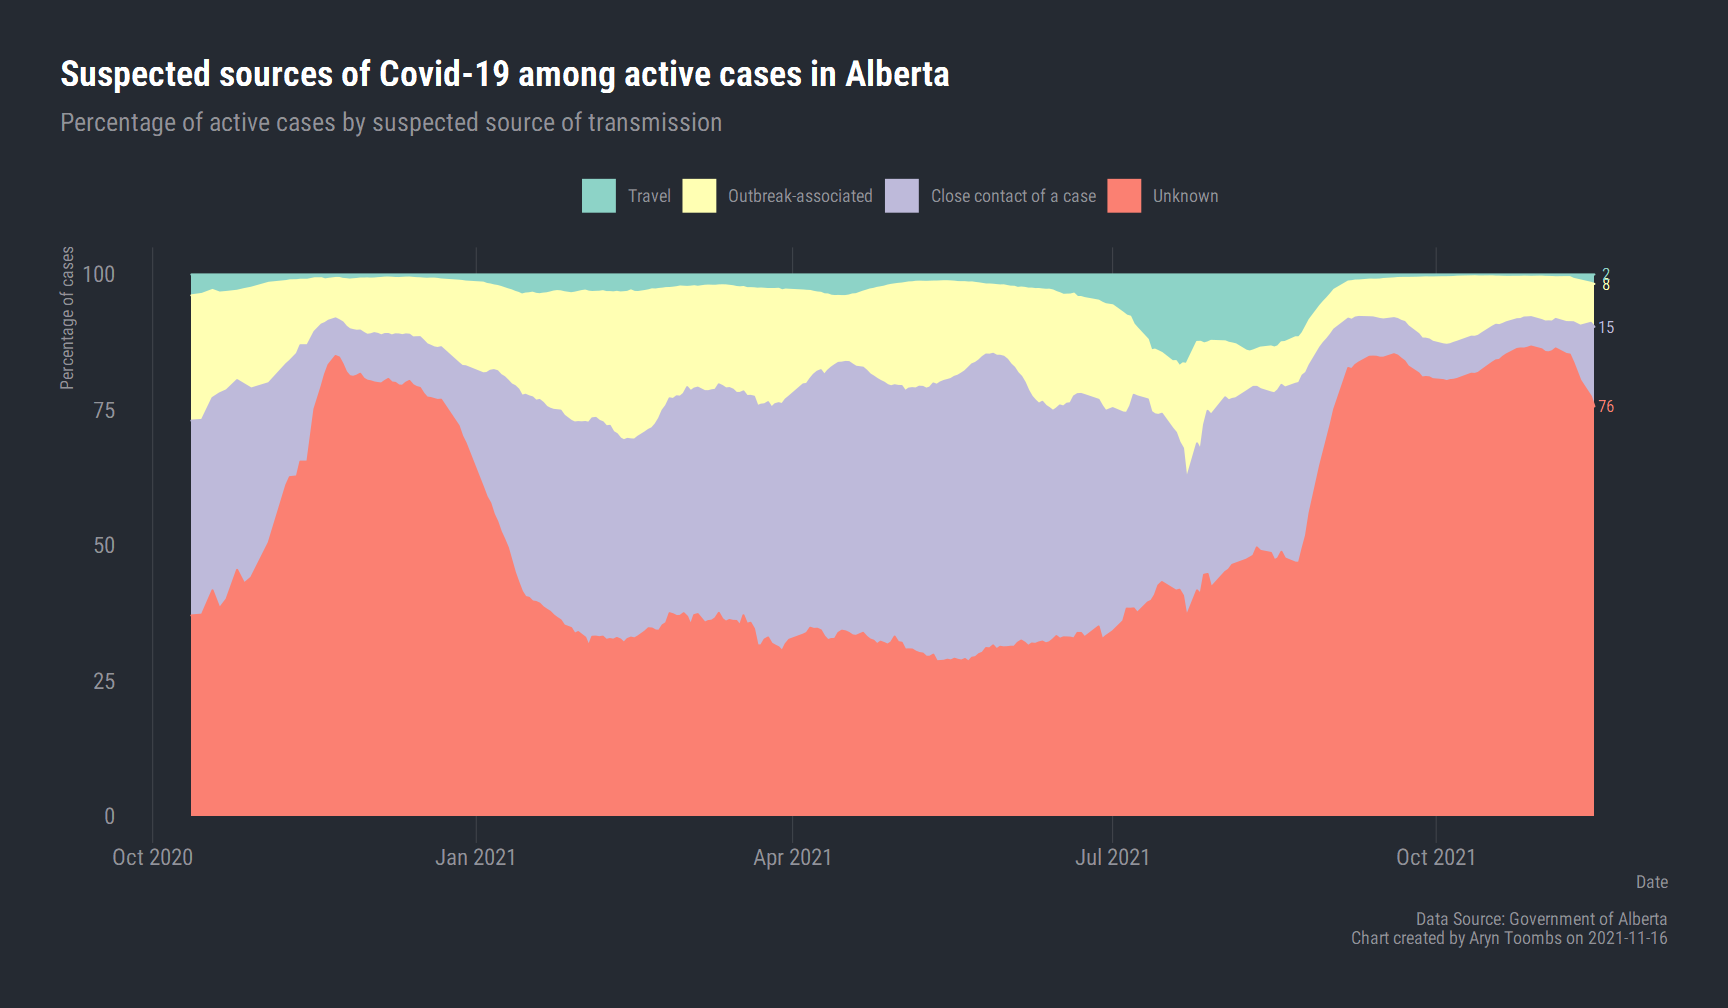 Suspected sources of Covid-19 among active cases in Alberta
Percentage of active cases by suspected source of transmission
Travel
Outbreak-associated
Close contact of a case
Unknown
Percentage of cases
100
75
50
25
0
2
8
15
76
Oct 2020
Jan 2021
Apr 2021
Jul 2021
Oct 2021
Date
Data Source: Government of Alberta
Chart created by Aryn Toombs on 2021-11-16